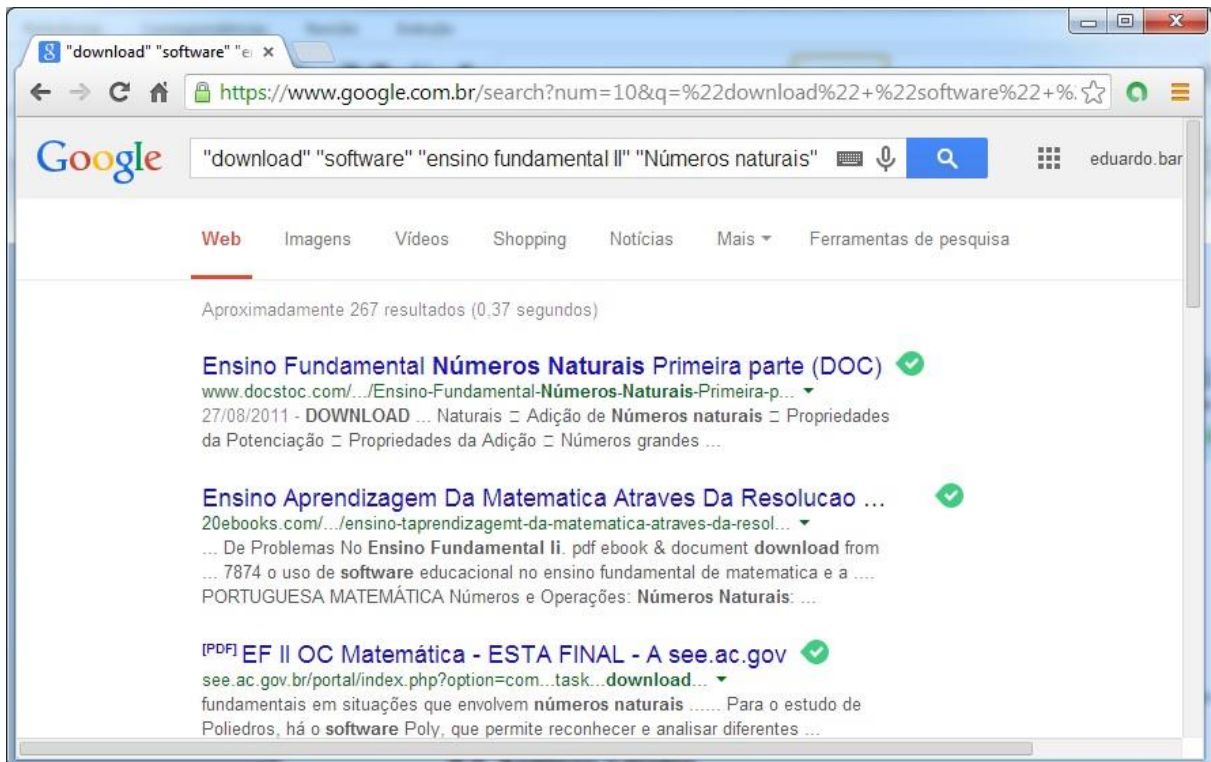 "download" "software" "e
https://www.google.com.br/search?num=10&q=%22download%22+%22software%22+%.
Google
"download" "software" "ensino fundamental II" "Números naturais"
eduardo.bar
Web Imagens Vídeos Shopping Notícias Mais Ferramentas de pesquisa
Aproximadamente 267 resultados (0,37 segundos)
Ensino Fundamental Números Naturais Primeira parte (DOC)
www.docstoc.com/.../Ensino-Fundamental-Números-Naturais-Primeira-p...
27/08/2011 - DOWNLOAD ... Naturais □ Adição de Números naturais □ Propriedades
da Potenciação □ Propriedades da Adição □ Números grandes ...
Ensino Aprendizagem Da Matematica Atraves Da Resolucao ...
20ebooks.com/.../ensino-taprendizagemt-da-matematica-atraves-da-resol...
... De Problemas No Ensino Fundamental Ii. pdf ebook & document download from
... 7874 o uso de software educacional no ensino fundamental de matematica e a ....
PORTUGUESA MATEMÁTICA Números e Operações: Números Naturais: ....
[PDF] EF II OC Matemática - ESTA FINAL - A see.ac.gov
see.ac.gov.br/portal/index.php?option=com...task...download...
fundamentais em situações que envolvem números naturais ...... Para o estudo de
Poliedros, há o software Poly, que permite reconhecer e analisar diferentes ...